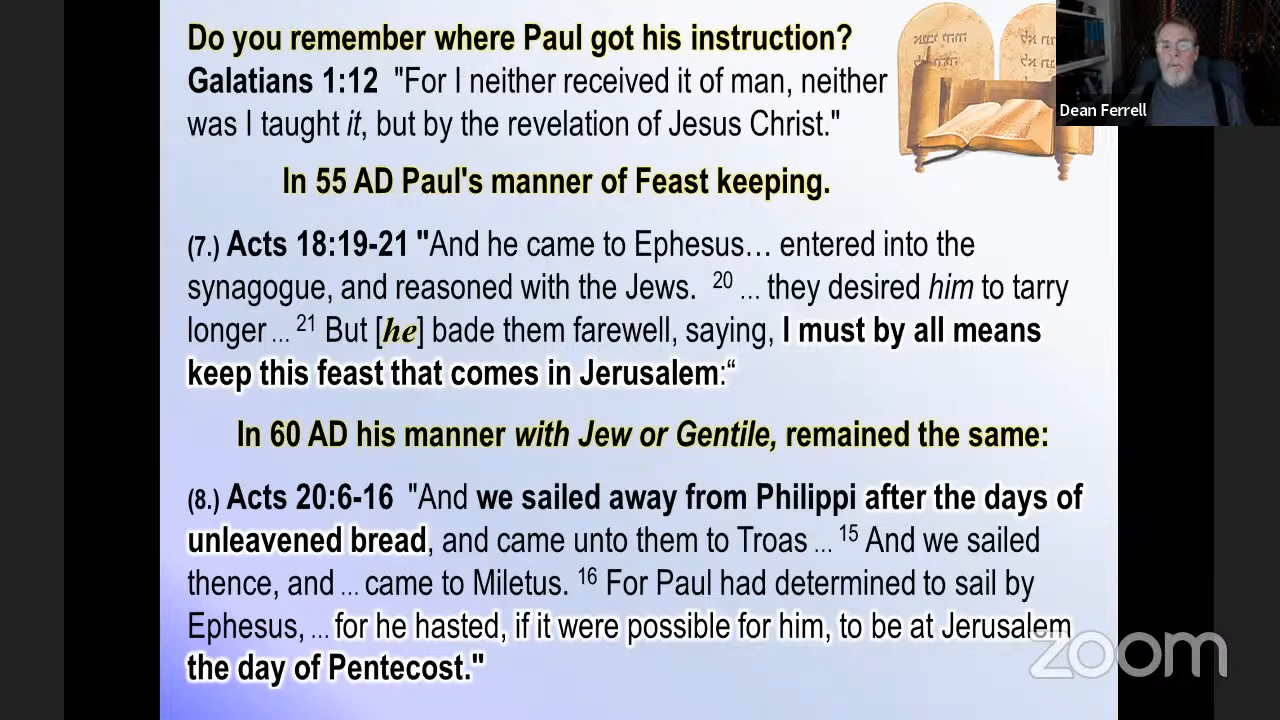 Do you remember where Paul got his instruction?
Galatians 1:12 "For I neither received it of man, neither
was I taught it, but by the revelation of Jesus Christ."
Dean Ferrell
In 55 AD Paul's manner of Feast keeping.
(7.) Acts 18:19-21 "And he came to Ephesus… entered into the
synagogue, and reasoned with the Jews. 20 ... they desired him to tarry
longer ... 21 But [he] bade them farewell, saying, I must by all means
keep this feast that comes in Jerusalem:“
In 60 AD his manner with Jew or Gentile, remained the same:
(8.) Acts 20:6-16 "And we sailed away from Philippi after the days of
unleavened bread, and came unto them to Troas ... 15 And we sailed
thence, and ... came to Miletus. 16 For Paul had determined to sail by
Ephesus, ... for he hasted, if it were possible for him, to be at Jerusalem
the day of Pentecost."
zoom